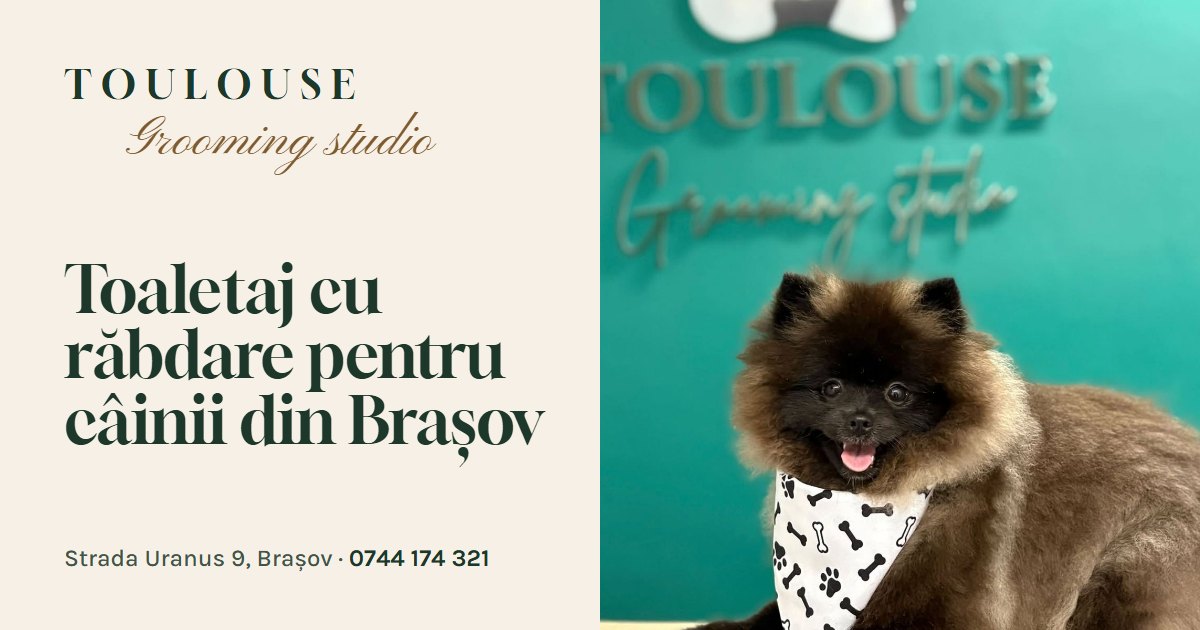 TOULOUSE
Grooming studio
Toaletaj cu
răbdare pentru
câinii din Brașov
Strada Uranus 9, Brașov · 0744 174 321
TOULOUSE
Grooming studio